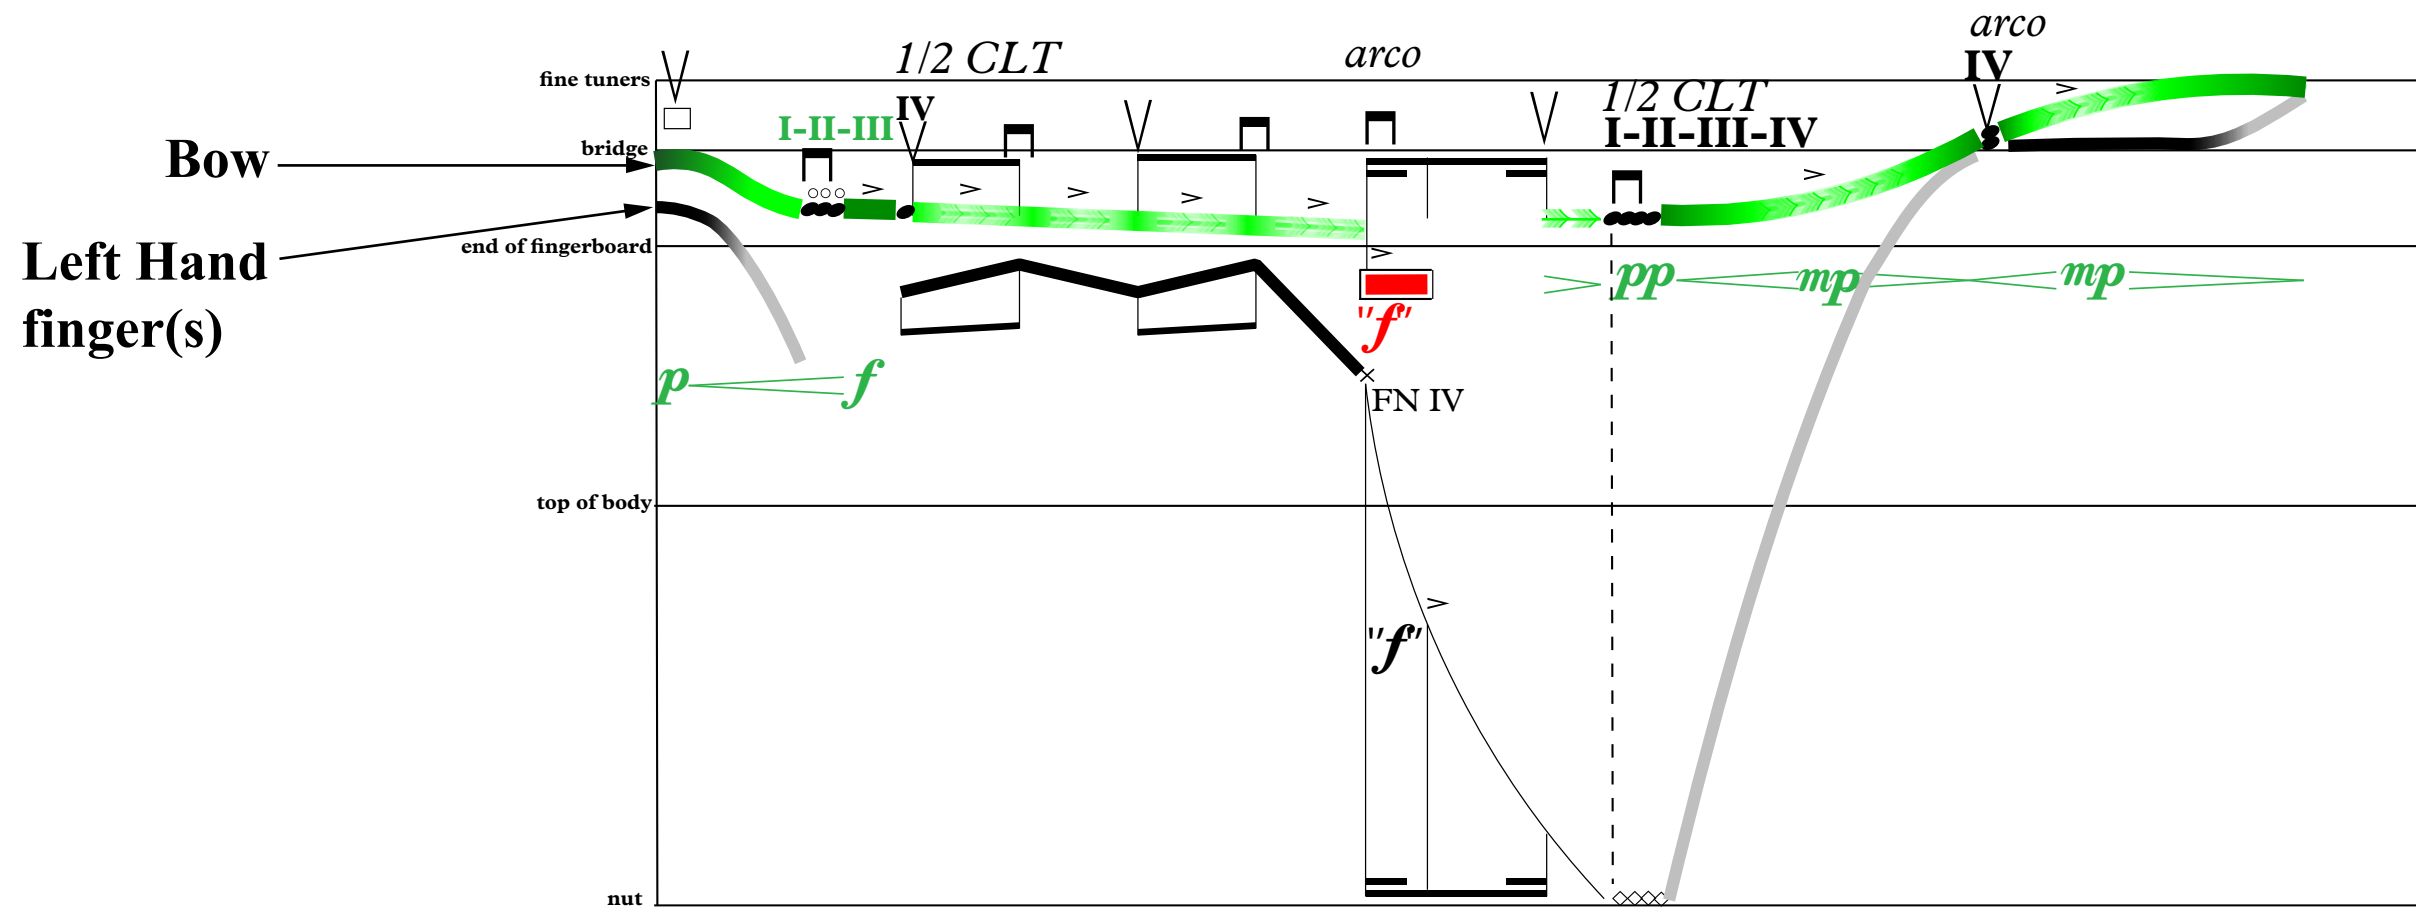 arco
arco
IV
1/2 CLT
fine tuners
1/2 CLT
IV
I-II-III
I-II-III-IV
bridge
Bow
end of fingerboard
Left Hand
finger(s)
pp
mp
mp
"f"
p
f
FN IV
top of body
"f"
nut